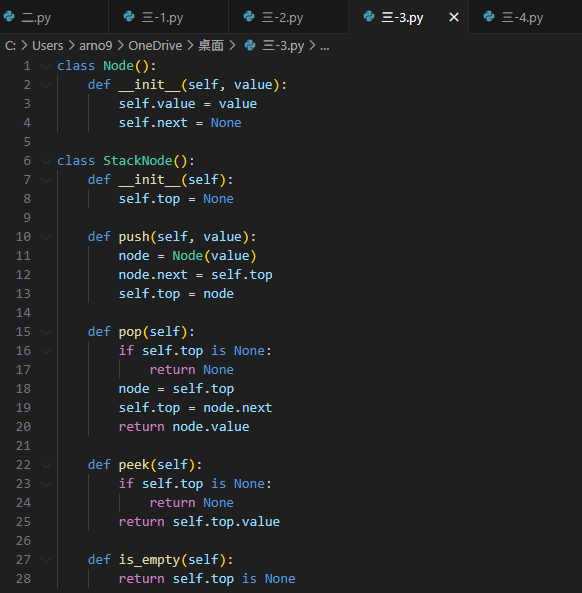 二.py 三-1.py 三-2.py 三-3.py 三-4.py
C: > Users > arno9 > OneDrive > 桌面 > 三-3.py > ...
1 class Node():
2     def __init__(self, value):
3         self.value = value
4         self.next = None
5
6 class StackNode():
7     def __init__(self):
8         self.top = None
9
10     def push(self, value):
11         node = Node(value)
12         node.next = self.top
13         self.top = node
14
15     def pop(self):
16         if self.top is None:
17             return None
18         node = self.top
19         self.top = node.next
20         return node.value
21
22     def peek(self):
23         if self.top is None:
24             return None
25         return self.top.value
26
27     def is_empty(self):
28         return self.top is None